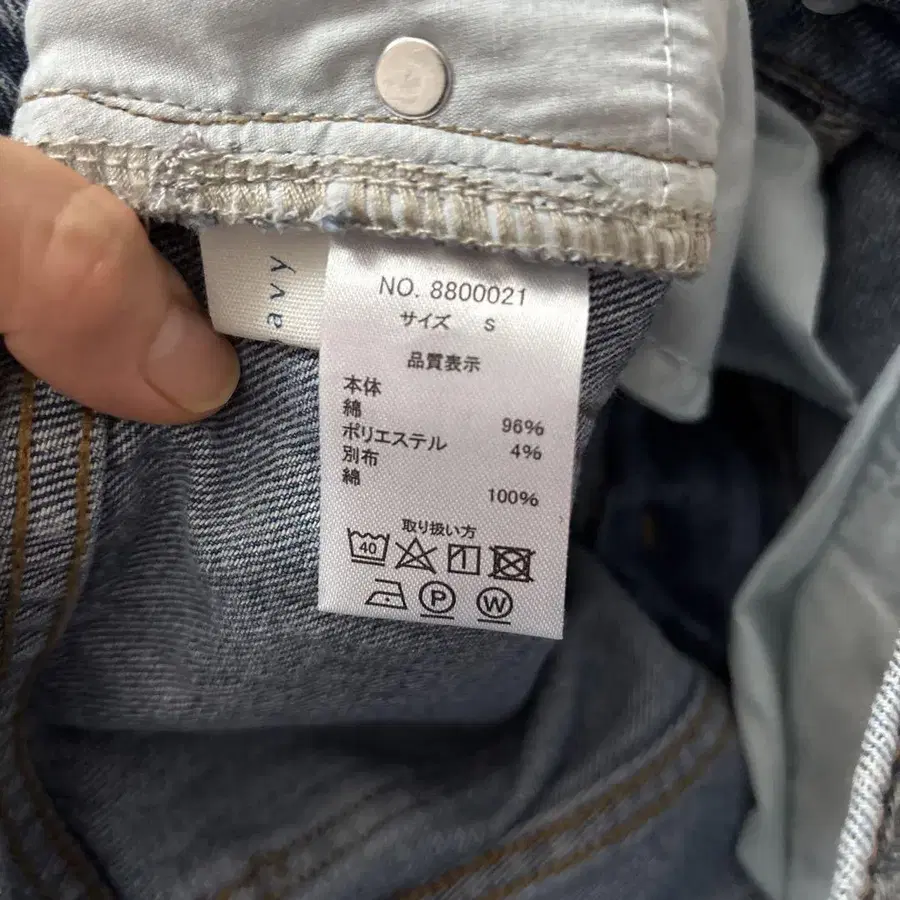 avy
NO. 8800021
サイズ S
品質表示
本体
綿 96%
ポリエステル 4%
別布
綿 100%
取り扱い方
40
P
W